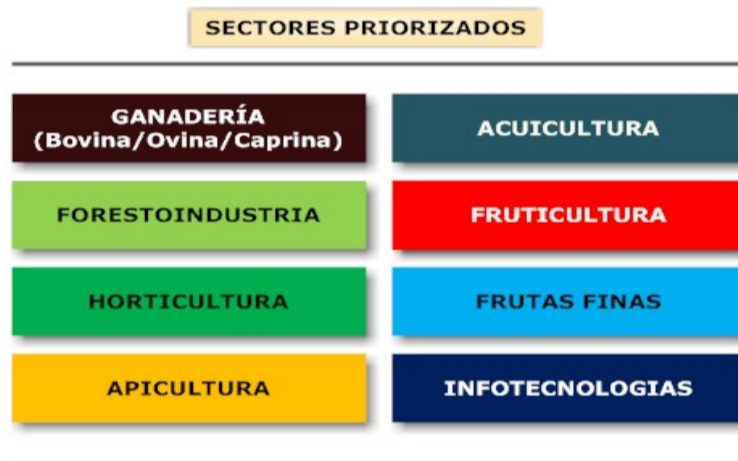 SECTORES PRIORIZADOS
GANADERÍA
(Bovina/Ovina/Caprina)
ACUICULTURA
FORESTOINDUSTRIA
FRUTICULTURA
HORTICULTURA
FRUTAS FINAS
APICULTURA
INFOTECNOLOGIAS